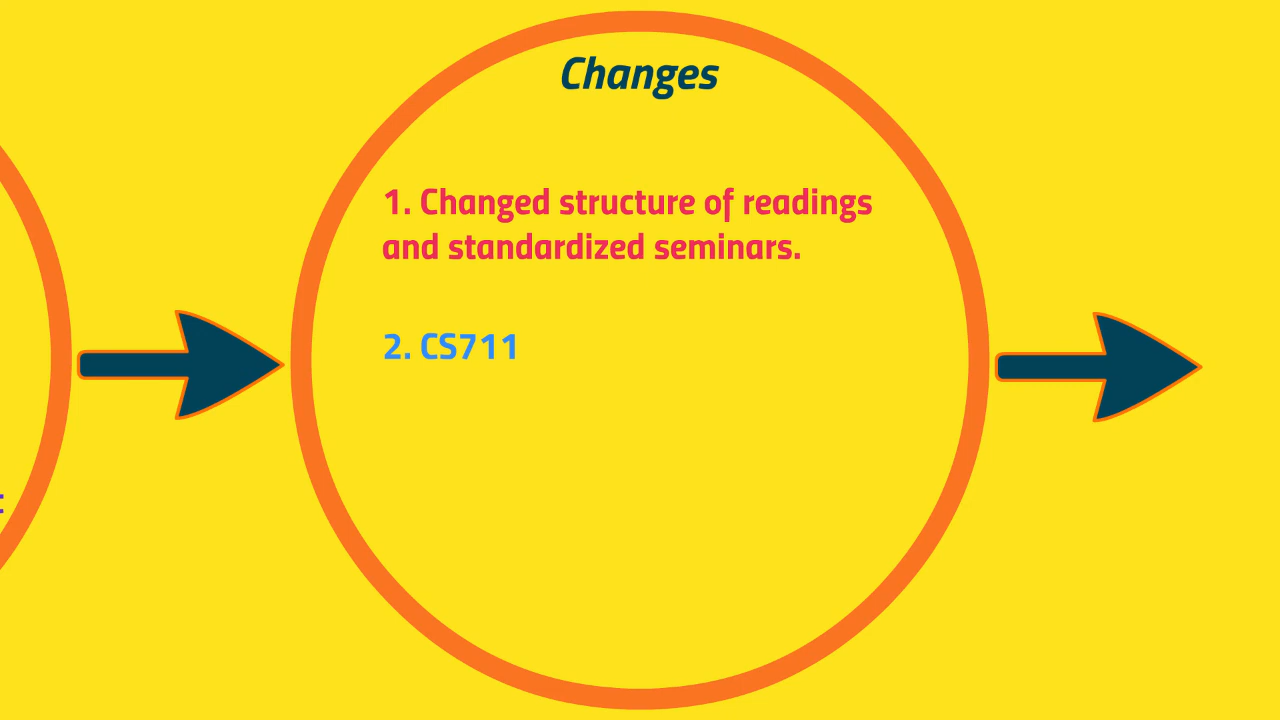 Changes
1. Changed structure of readings
and standardized seminars.
2. CS711